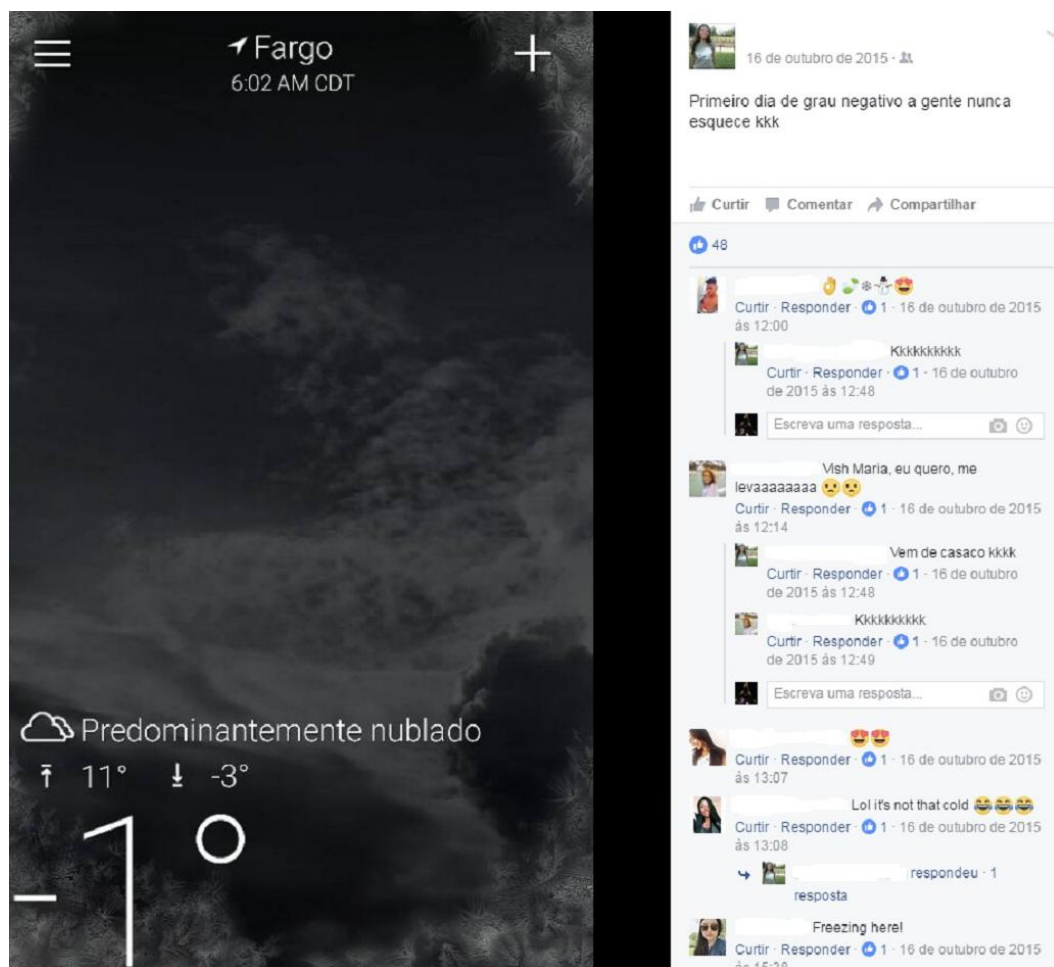 Fargo
6:02 AM CDT
Predominantemente nublado
11° -3°
-1°
16 de outubro de 2015 ·
Primeiro dia de grau negativo a gente nunca
esquece kkk
Curtir Comentar Compartilhar
48
Curtir · Responder · 1 · 16 de outubro de 2015
às 12:00
Kkkkkkkkkk
Curtir · Responder · 1 · 16 de outubro
de 2015 às 12:48
Escreva uma resposta...
Vish Maria, eu quero, me
levaaaaaaaa
Curtir · Responder · 1 · 16 de outubro de 2015
às 12:14
Vem de casaco kkkk
Curtir · Responder · 1 · 16 de outubro
de 2015 às 12:48
Kkkkkkkkkk
Curtir · Responder · 1 · 16 de outubro
de 2015 às 12:49
Escreva uma resposta...
Curtir · Responder · 1 · 16 de outubro de 2015
às 13:07
Lol it's not that cold
Curtir · Responder · 1 · 16 de outubro de 2015
às 13:08
respondeu · 1
resposta
Freezing here!
Curtir · Responder · 1 · 16 de outubro de 2015